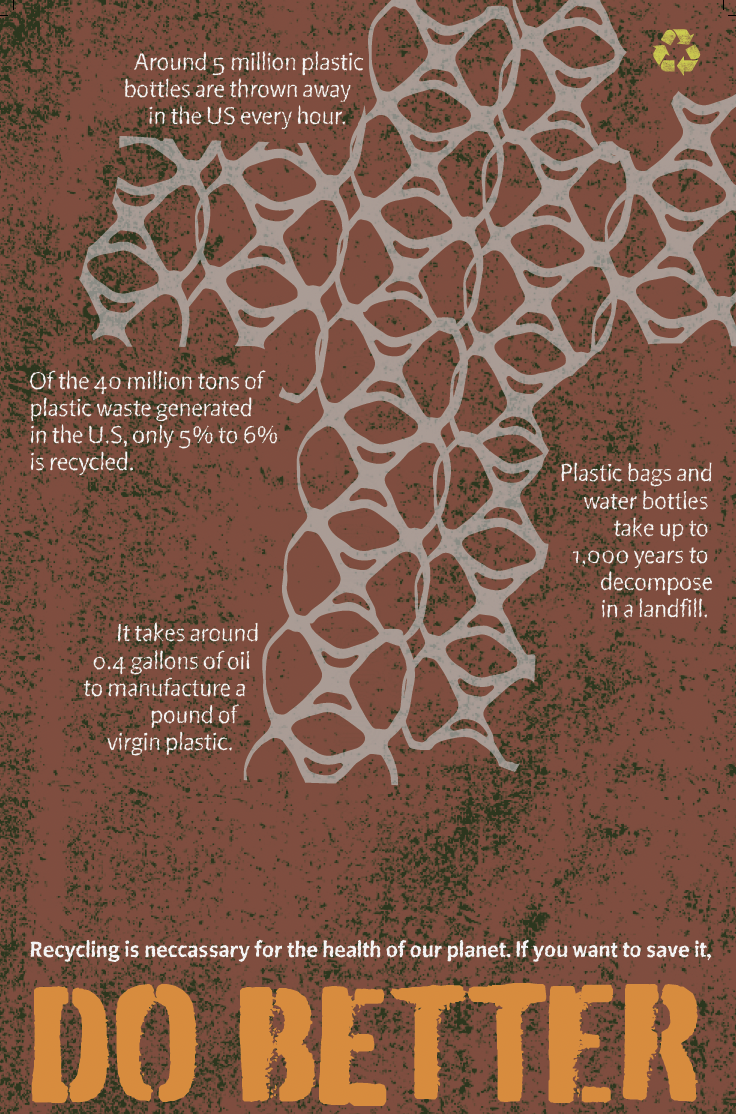 Around 5 million plastic
bottles are thrown away
in the US every hour.
Of the 40 million tons of
plastic waste generated
in the U.S, only 5% to 6%
is recycled.
Plastic bags and
water bottles
take up to
1,000 years to
decompose
in a landfill.
It takes around
0.4 gallons of oil
to manufacture a
pound of
virgin plastic.
Recycling is neccassary for the health of our planet. If you want to save it,
DO BETTER